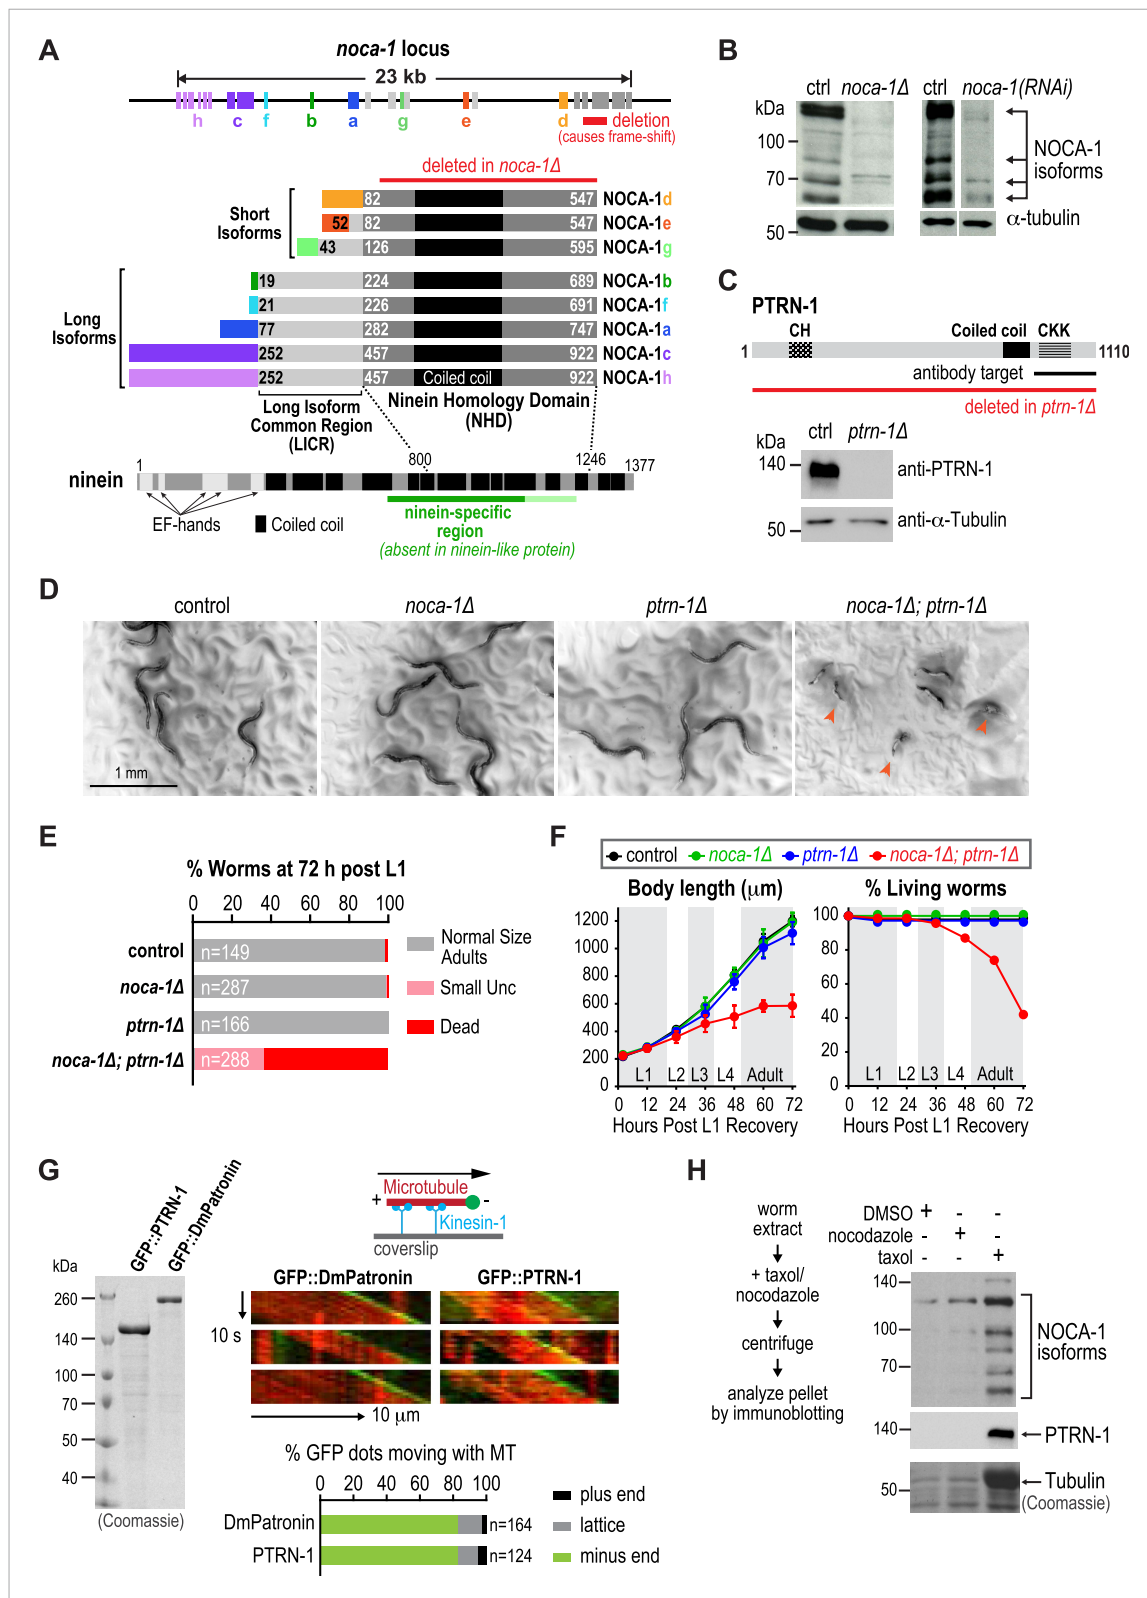 A
noca-1 locus
23 kb
h c f b a g e d
deletion
(causes frame-shift)
deleted in noca-1Δ
Short
Isoforms
82 82 547 NOCA-1d
52 82 547 NOCA-1e
43 126 595 NOCA-1g
Long
Isoforms
19 224 689 NOCA-1b
21 226 691 NOCA-1f
77 282 747 NOCA-1a
252 457 922 NOCA-1c
252 457 Coiled coil 922 NOCA-1h
Long Isoform
Common Region
(LICR)
Ninein Homology Domain
(NHD)
ninein
1 800 1246 1377
EF-hands
Coiled coil
ninein-specific
region
(absent in ninein-like protein)
B
ctrl noca-1Δ ctrl noca-1(RNAi)
kDa
100
70
50
NOCA-1
isoforms
α-tubulin
C
PTRN-1
CH Coiled coil CKK
1 1110
antibody target
deleted in ptrn-1Δ
ctrl ptrn-1Δ
kDa
140
anti-PTRN-1
50
anti-α-Tubulin
D
control noca-1Δ ptrn-1Δ noca-1Δ; ptrn-1Δ
1 mm
E
% Worms at 72 h post L1
0 20 40 60 80 100
control n=149
noca-1Δ n=287
ptrn-1Δ n=166
noca-1Δ; ptrn-1Δ n=288
Normal Size
Adults
Small Unc
Dead
F
control noca-1Δ ptrn-1Δ noca-1Δ; ptrn-1Δ
Body length (μm)
1200
1000
800
600
400
200
0
L1 L2 L3 L4 Adult
0 12 24 36 48 60 72
Hours Post L1 Recovery
% Living worms
100
80
60
40
20
0
L1 L2 L3 L4 Adult
0 12 24 36 48 60 72
Hours Post L1 Recovery
G
GFP::PTRN-1
GFP::DmPatronin
kDa
260
140
100
70
50
40
(Coomassie)
Microtubule
+ -
Kinesin-1
coverslip
GFP::DmPatronin GFP::PTRN-1
10 s
10 μm
% GFP dots moving with MT
0 20 40 60 80 100
DmPatronin n=164
PTRN-1 n=124
plus end
lattice
minus end
H
worm
extract
+ taxol/
nocodazole
centrifuge
analyze pellet
by immunoblotting
DMSO + - -
nocodazole - + -
taxol - - +
140
100
70
NOCA-1
isoforms
140
PTRN-1
50
Tubulin
(Coomassie)